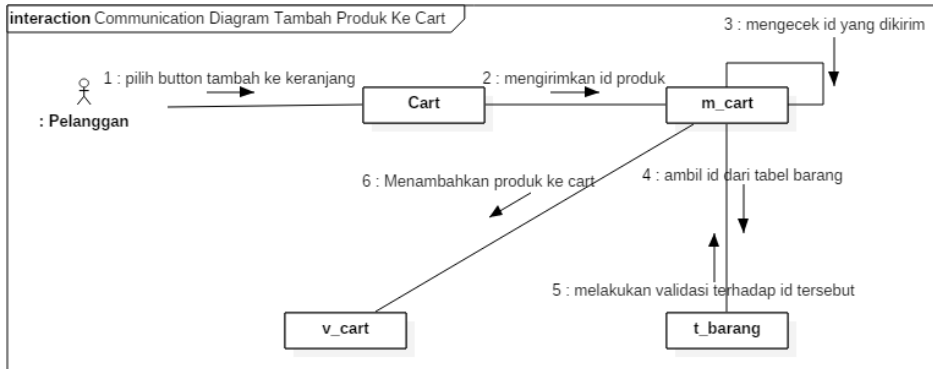 interaction Communication Diagram Tambah Produk Ke Cart
3 : mengecek id yang dikirim
1 : pilih button tambah ke keranjang
2 : mengirimkan id produk
Cart
m_cart
: Pelanggan
6 : Menambahkan produk ke cart
4 : ambil id dari tabel barang
5 : melakukan validasi terhadap id tersebut
v_cart
t_barang